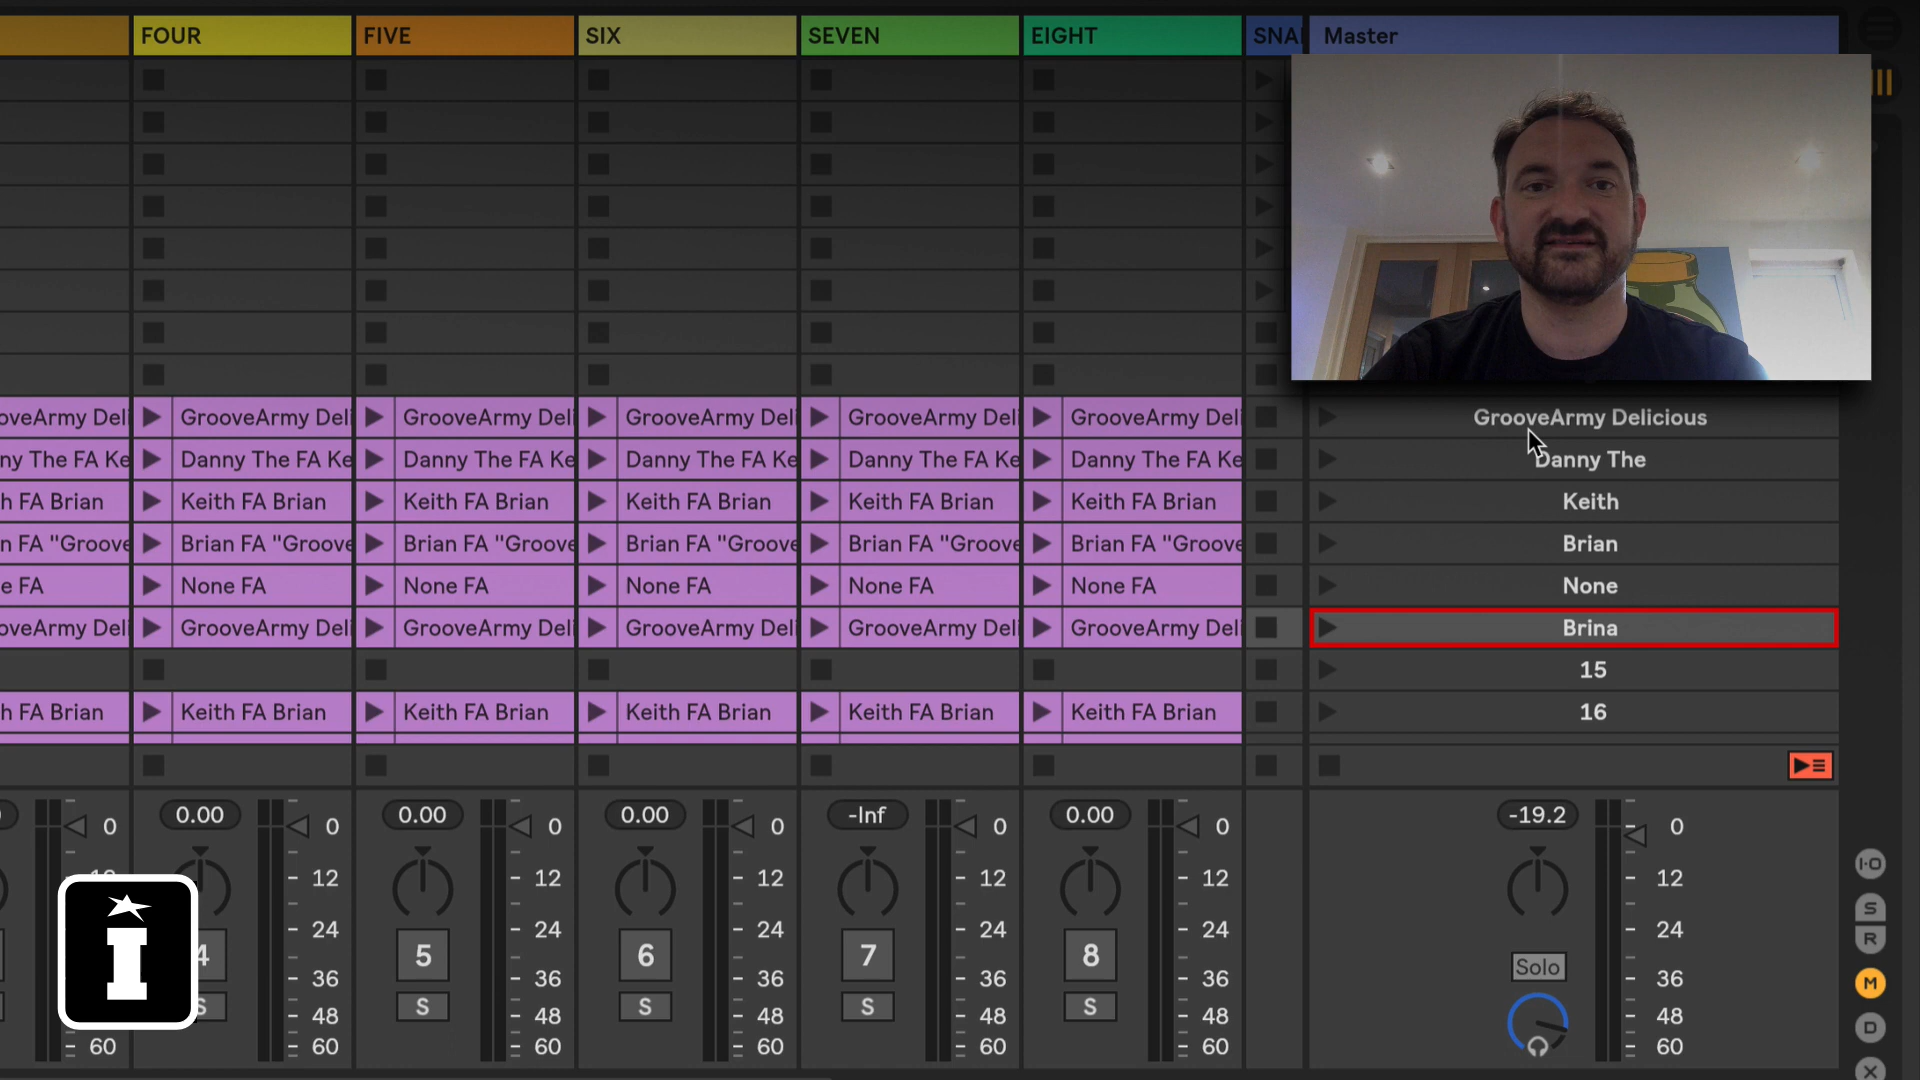 FOUR FIVE SIX SEVEN EIGHT SNA Master
oveArmy Deli GrooveArmy Deli GrooveArmy Deli GrooveArmy Deli GrooveArmy Deli GrooveArmy Deli GrooveArmy Delicious
ny The FA Ke Danny The FA Ke Danny The FA Ke Danny The FA Ke Danny The FA Ke Danny The FA Ke Danny The
h FA Brian Keith FA Brian Keith FA Brian Keith FA Brian Keith FA Brian Keith FA Brian Keith
n FA "Groove Brian FA "Groove Brian FA "Groove Brian FA "Groove Brian FA "Groove Brian FA "Groove Brian
e FA None FA None FA None FA None FA None FA None
oveArmy Deli GrooveArmy Deli GrooveArmy Deli GrooveArmy Deli GrooveArmy Deli GrooveArmy Deli Brina
15
h FA Brian Keith FA Brian Keith FA Brian Keith FA Brian Keith FA Brian Keith FA Brian 16
0.00 0.00 0.00 -Inf 0.00 -19.2
0 0 0 0 0 0 0
12 12 12 12 12 12
24 24 24 24 24 24 24
4 5 6 7 8 Solo
36 36 36 36 36 36 36
S S S S S
48 48 48 48 48 48 48
60 60 60 60 60 60 60
I·O
S
R
M
D
X
I